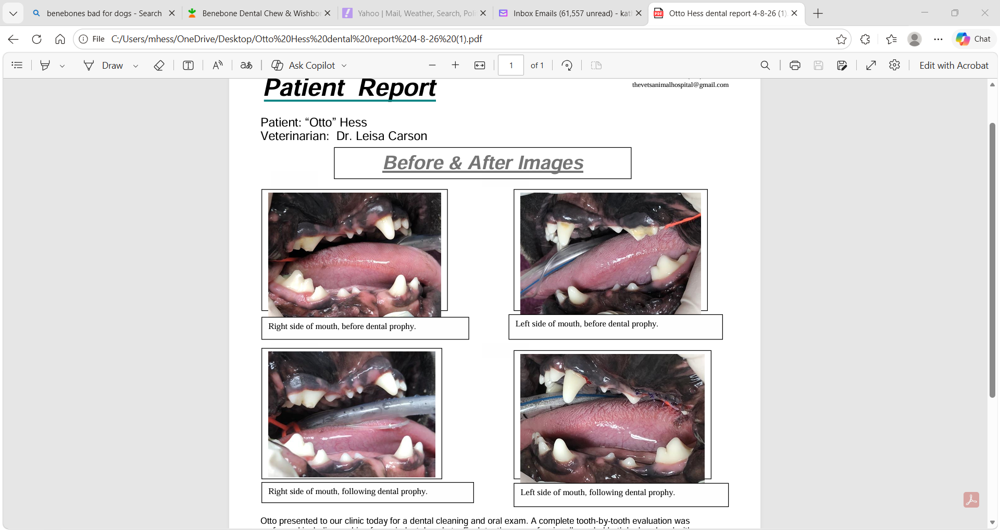 benebones bad for dogs - Search
Benebone Dental Chew & Wishbo
Yahoo | Mail, Weather, Search, Poli
Inbox Emails (61,557 unread) - kat
Otto Hess dental report 4-8-26 (1).
File C:/Users/mhess/OneDrive/Desktop/Otto%20Hess%20dental%20report%204-8-26%20(1).pdf
Chat
Draw
Ask Copilot
1 of 1
Edit with Acrobat
Patient Report
thevetsanimalhospital@gmail.com
Patient: “Otto” Hess
Veterinarian: Dr. Leisa Carson
Before & After Images
Right side of mouth, before dental prophy.
Left side of mouth, before dental prophy.
Right side of mouth, following dental prophy.
Left side of mouth, following dental prophy.
Otto presented to our clinic today for a dental cleaning and oral exam. A complete tooth-by-tooth evaluation was